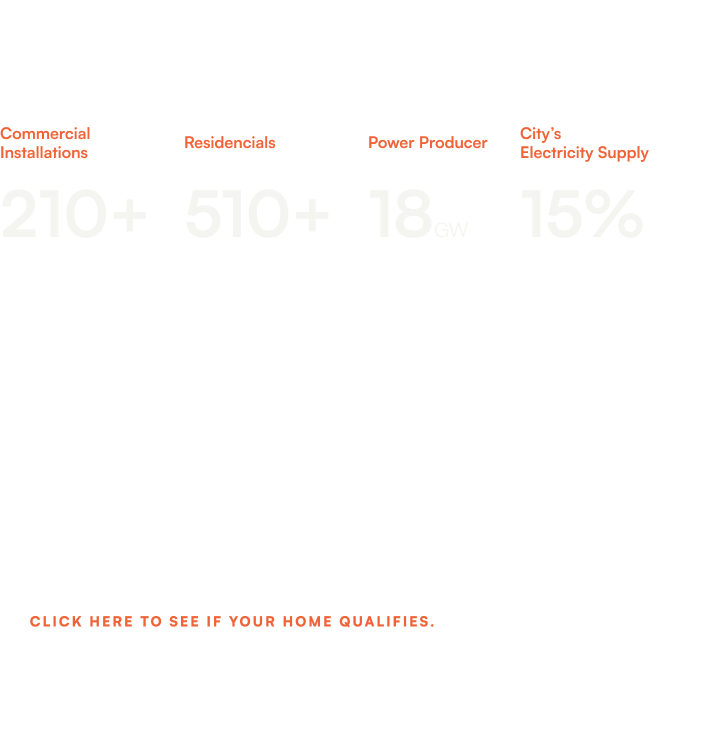 Commercial
Installations
Residencials
Power Producer
City's
Electricity Supply
210+
510+
18GW
15%
CLICK HERE TO SEE IF YOUR HOME QUALIFIES.